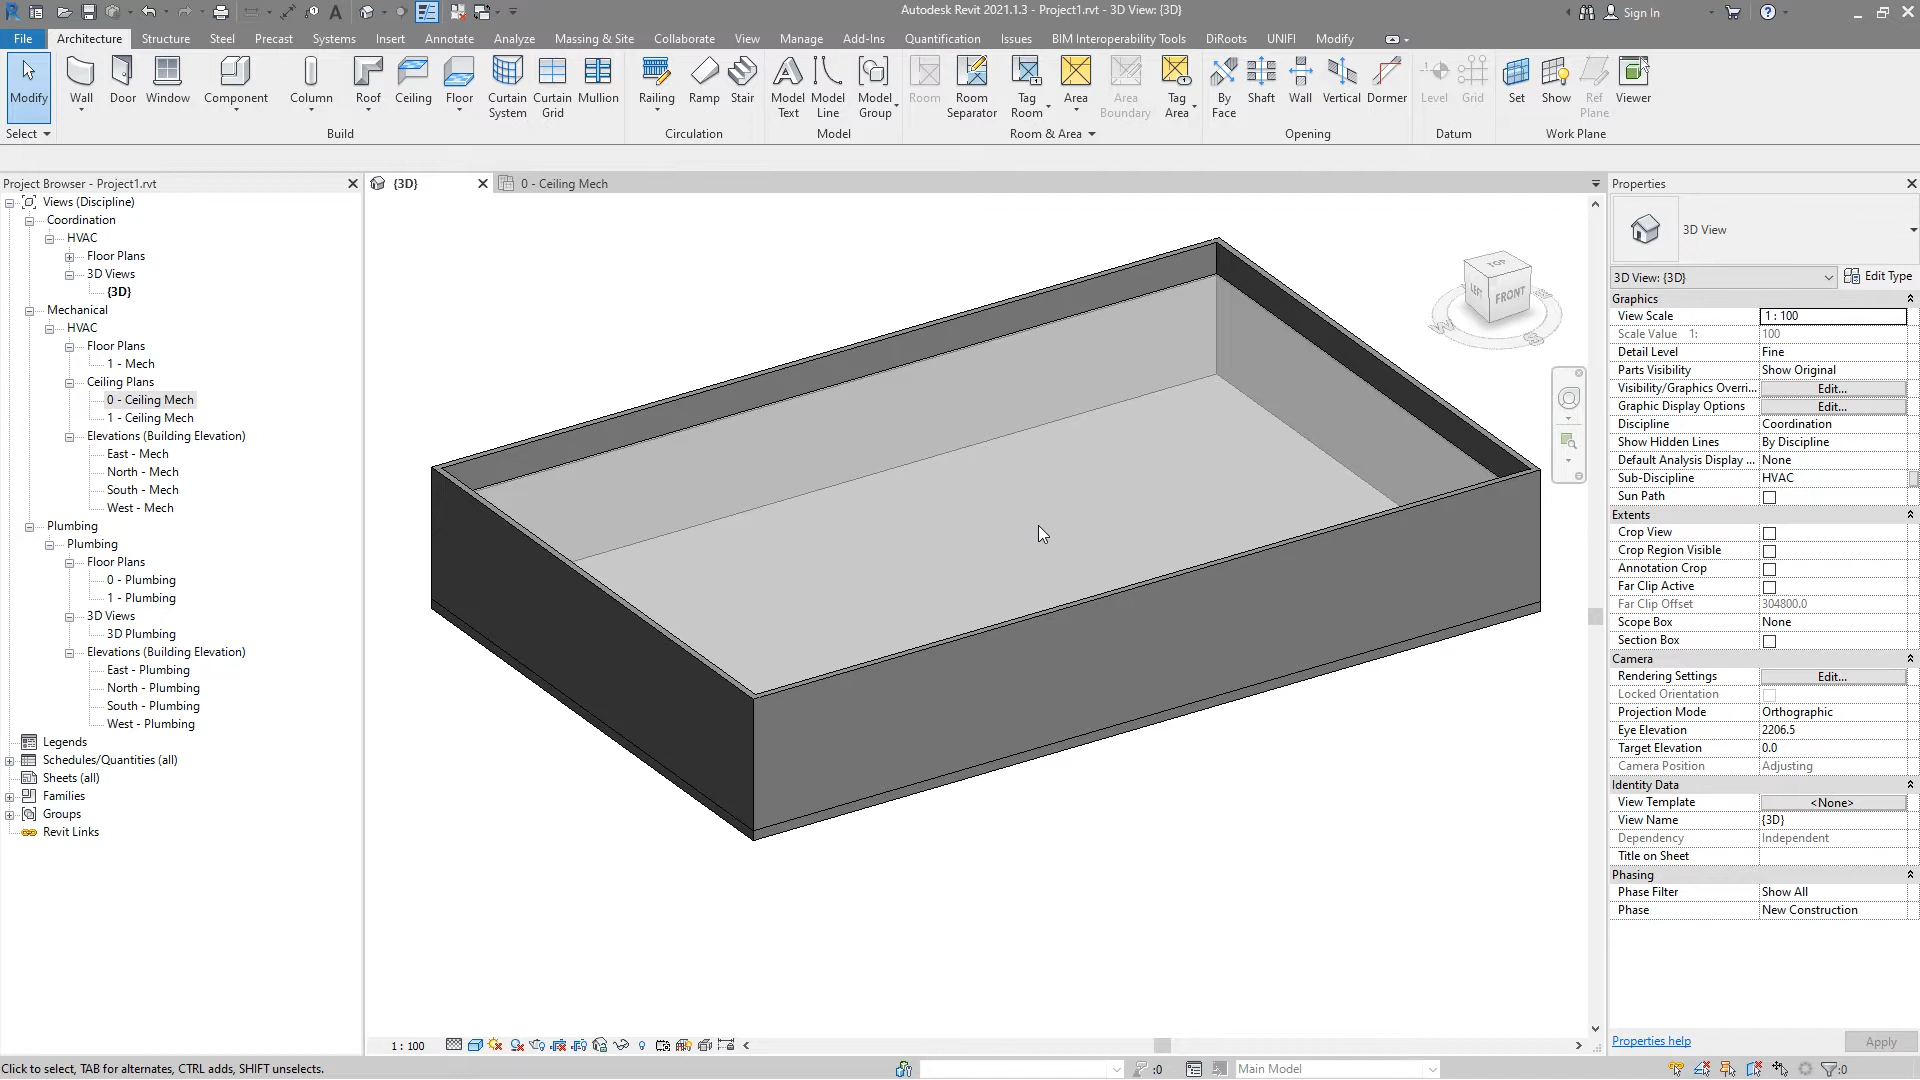 Autodesk Revit 2021.1.3 - Project1.rvt - 3D View: {3D}
Sign In
File Architecture Structure Steel Precast Systems Insert Annotate Analyze Massing & Site Collaborate View Manage Add-Ins Quantification Issues BIM Interoperability Tools DiRoots UNIFI Modify
Modify Wall Door Window Component Column Roof Ceiling Floor Curtain System Curtain Grid Mullion Railing Ramp Stair Model Text Model Line Model Group Room Room Separator Tag Room Area Area Boundary Tag Area By Face Shaft Wall Vertical Dormer Level Grid Set Show Ref Plane Viewer
Select Build Circulation Model Room & Area Opening Datum Work Plane
Project Browser - Project1.rvt
Views (Discipline)
Coordination
HVAC
Floor Plans
3D Views
{3D}
Mechanical
HVAC
Floor Plans
1 - Mech
Ceiling Plans
0 - Ceiling Mech
1 - Ceiling Mech
Elevations (Building Elevation)
East - Mech
North - Mech
South - Mech
West - Mech
Plumbing
Plumbing
Floor Plans
0 - Plumbing
1 - Plumbing
3D Views
3D Plumbing
Elevations (Building Elevation)
East - Plumbing
North - Plumbing
South - Plumbing
West - Plumbing
Legends
Schedules/Quantities (all)
Sheets (all)
Families
Groups
Revit Links
{3D} 0 - Ceiling Mech
TOP
LEFT FRONT
W S
Properties
3D View
3D View: {3D} Edit Type
Graphics
View Scale 1 : 100
Scale Value 1: 100
Detail Level Fine
Parts Visibility Show Original
Visibility/Graphics Overri... Edit...
Graphic Display Options Edit...
Discipline Coordination
Show Hidden Lines By Discipline
Default Analysis Display ... None
Sub-Discipline HVAC
Sun Path
Extents
Crop View
Crop Region Visible
Annotation Crop
Far Clip Active
Far Clip Offset 304800.0
Scope Box None
Section Box
Camera
Rendering Settings Edit...
Locked Orientation
Projection Mode Orthographic
Eye Elevation 2206.5
Target Elevation 0.0
Camera Position Adjusting
Identity Data
View Template <None>
View Name {3D}
Dependency Independent
Title on Sheet
Phasing
Phase Filter Show All
Phase New Construction
Properties help Apply
1 : 100
Click to select, TAB for alternates, CTRL adds, SHIFT unselects.
:0 Main Model :0